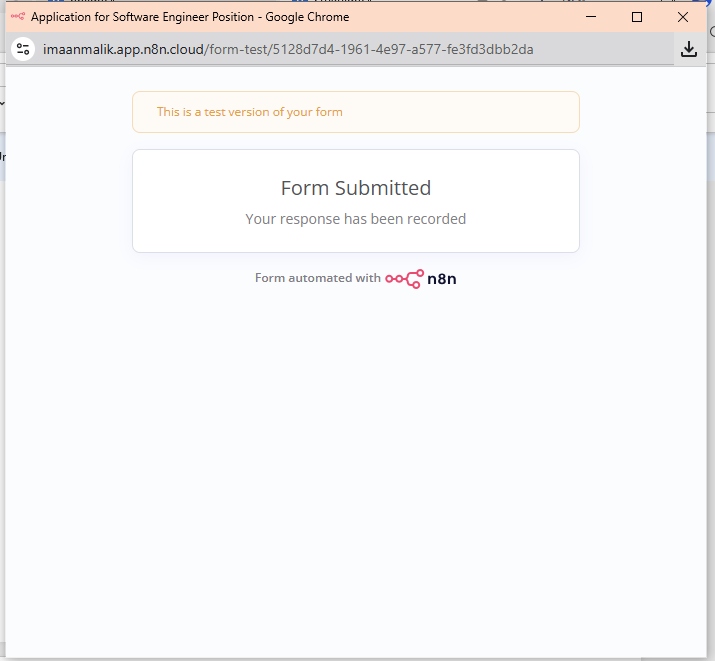 Application for Software Engineer Position - Google Chrome
imaanmalik.app.n8n.cloud/form-test/5128d7d4-1961-4e97-a577-fe3fd3dbb2da
This is a test version of your form
Form Submitted
Your response has been recorded
Form automated with n8n